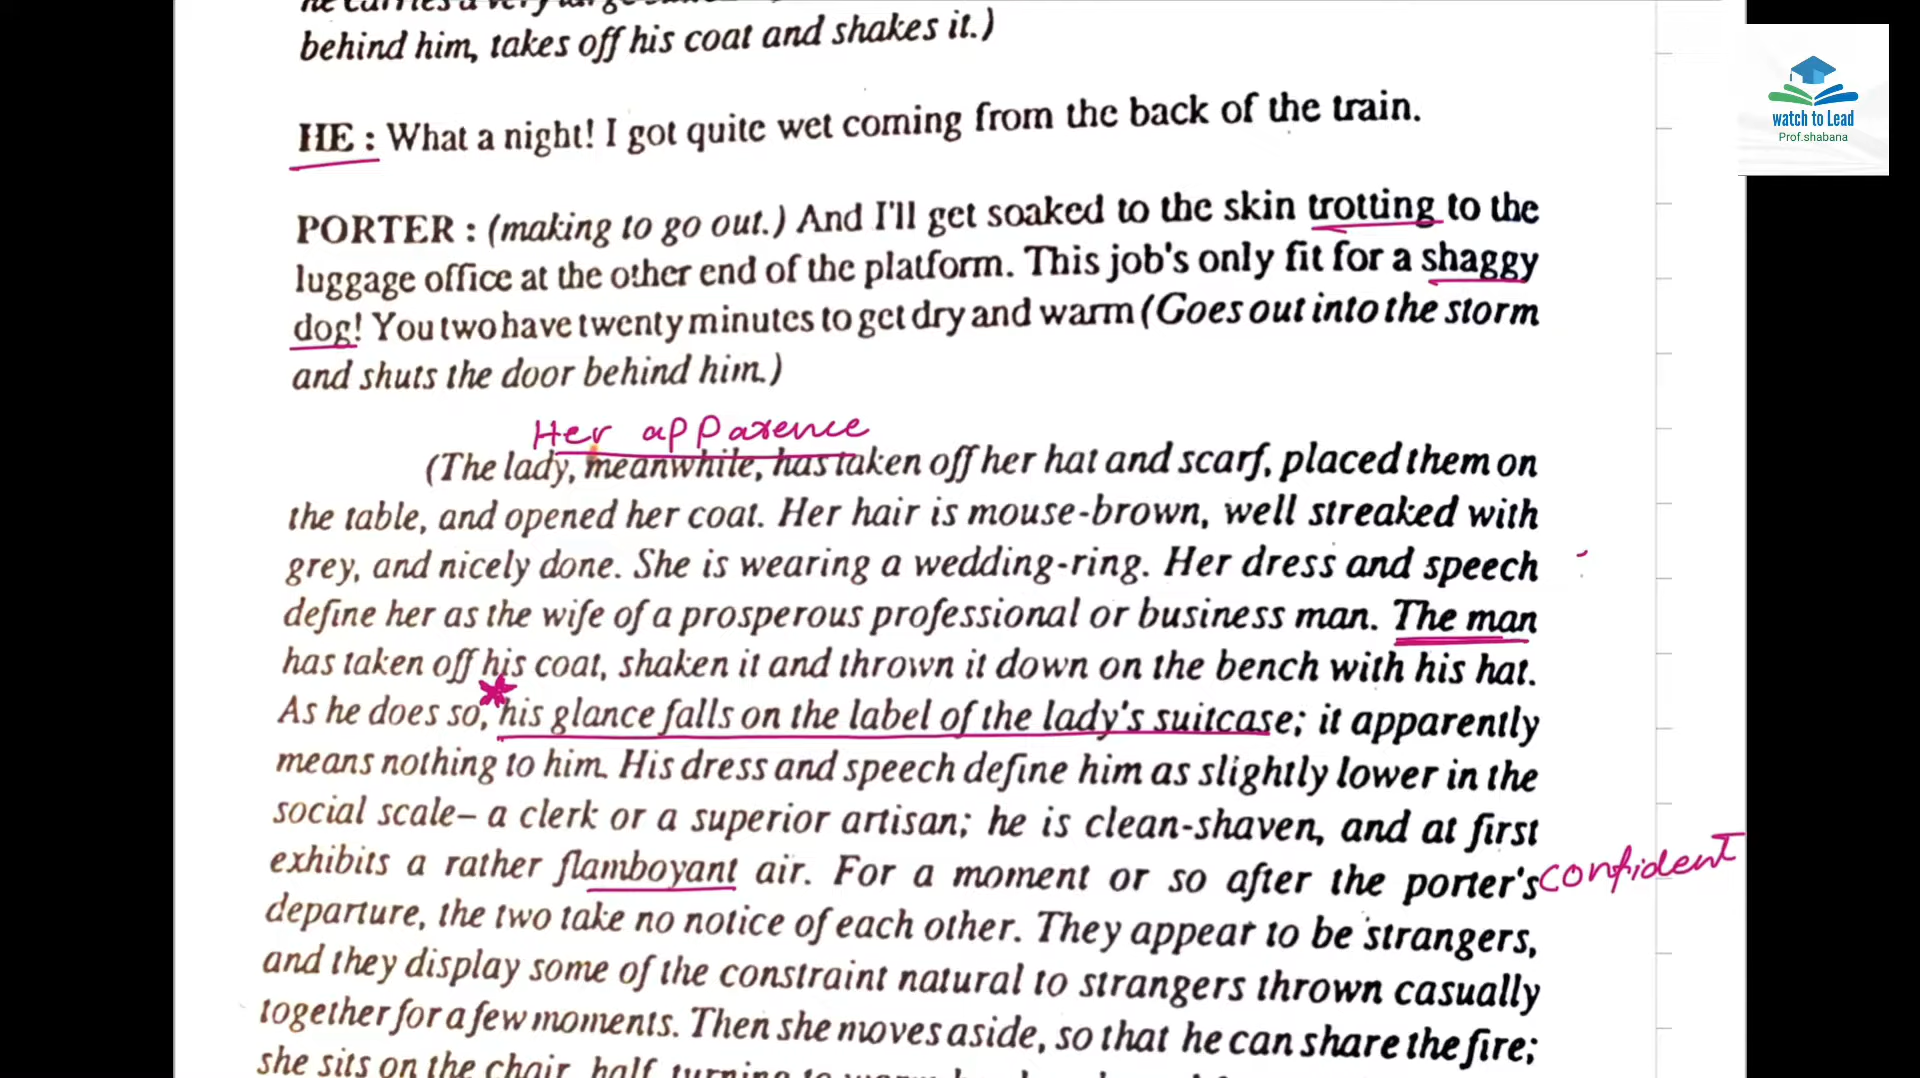 behind him, takes off his coat and shakes it.)
watch to Lead
Prof.shabana
HE : What a night! I got quite wet coming from the back of the train.
PORTER : (making to go out.) And I'll get soaked to the skin trotting to the
luggage office at the other end of the platform. This job's only fit for a shaggy
dog! You two have twenty minutes to get dry and warm (Goes out into the storm
and shuts the door behind him.)
Her apparence
(The lady, meanwhile, has taken off her hat and scarf, placed them on
the table, and opened her coat. Her hair is mouse-brown, well streaked with
grey, and nicely done. She is wearing a wedding-ring. Her dress and speech
define her as the wife of a prosperous professional or business man. The man
has taken off his coat, shaken it and thrown it down on the bench with his hat.
As he does so, his glance falls on the label of the lady's suitcase; it apparently
means nothing to him. His dress and speech define him as slightly lower in the
social scale– a clerk or a superior artisan; he is clean-shaven, and at first
exhibits a rather flamboyant air. For a moment or so after the porter's
confident
departure, the two take no notice of each other. They appear to be strangers,
and they display some of the constraint natural to strangers thrown casually
together for a few moments. Then she moves aside, so that he can share the fire;
she sits on the chair, half turning to